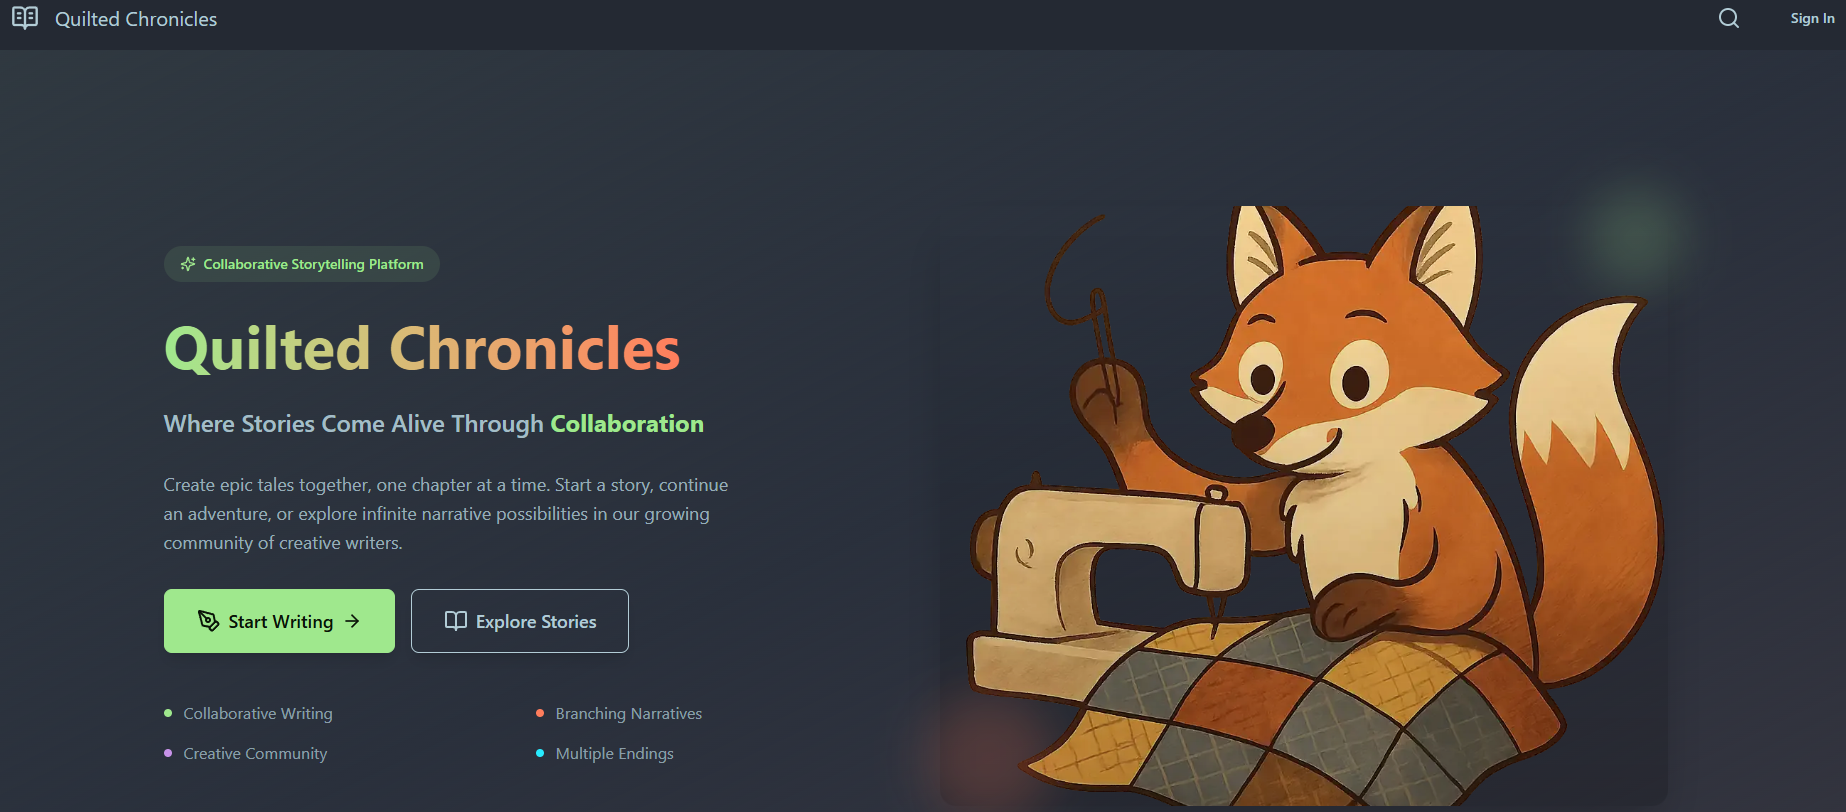 Quilted Chronicles
Sign In
Collaborative Storytelling Platform
Quilted Chronicles
Where Stories Come Alive Through Collaboration
Create epic tales together, one chapter at a time. Start a story, continue
an adventure, or explore infinite narrative possibilities in our growing
community of creative writers.
Start Writing →
Explore Stories
Collaborative Writing
Branching Narratives
Creative Community
Multiple Endings